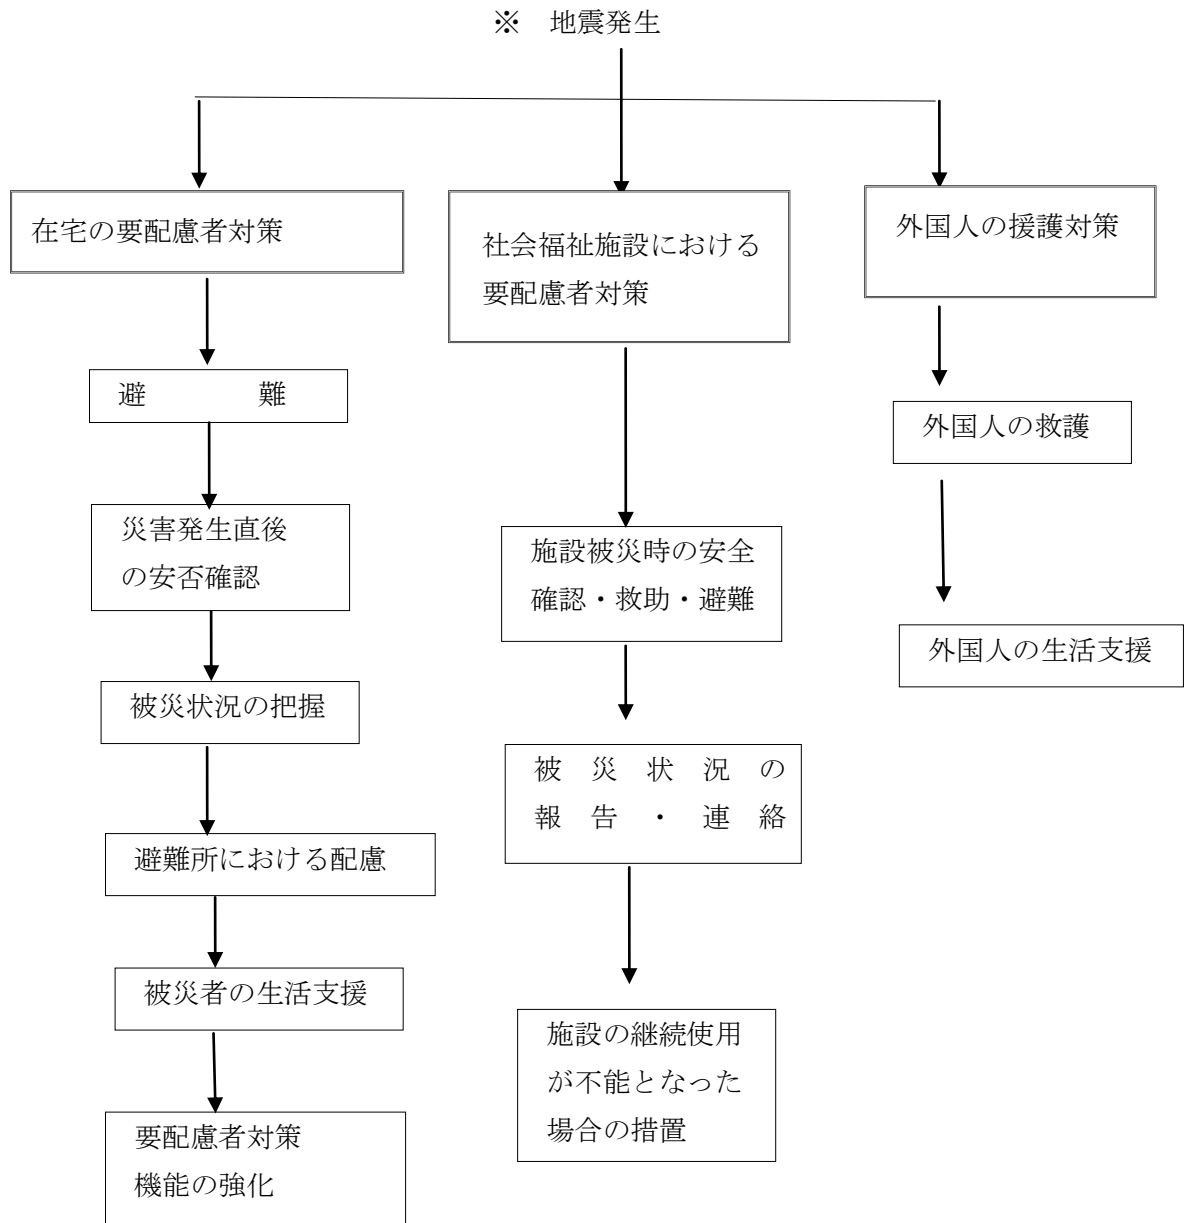 ※　地震発生
在宅の要配慮者対策
避　　　　難
災害発生直後
の安否確認
被災状況の把握
避難所における配慮
被災者の生活支援
要配慮者対策
機能の強化
社会福祉施設における
要配慮者対策
施設被災時の安全
確認・救助・避難
被　災　状　況　の
報　告　・　連　絡
施設の継続使用
が不能となった
場合の措置
外国人の援護対策
外国人の救護
外国人の生活支援